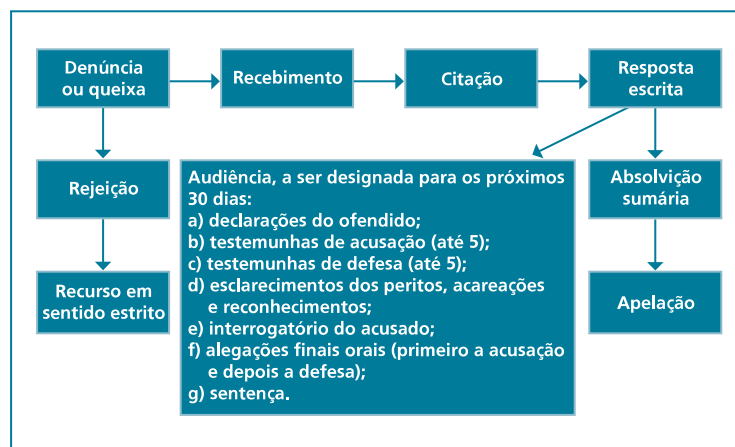 Denúncia
ou queixa
Recebimento
Citação
Resposta
escrita
Rejeição
Recurso em
sentido estrito
Audiência, a ser designada para os próximos
30 dias:
a) declarações do ofendido;
b) testemunhas de acusação (até 5);
c) testemunhas de defesa (até 5);
d) esclarecimentos dos peritos, acareações
e reconhecimentos;
e) interrogatório do acusado;
f) alegações finais orais (primeiro a acusação
e depois a defesa);
g) sentença.
Absolvição
sumária
Apelação